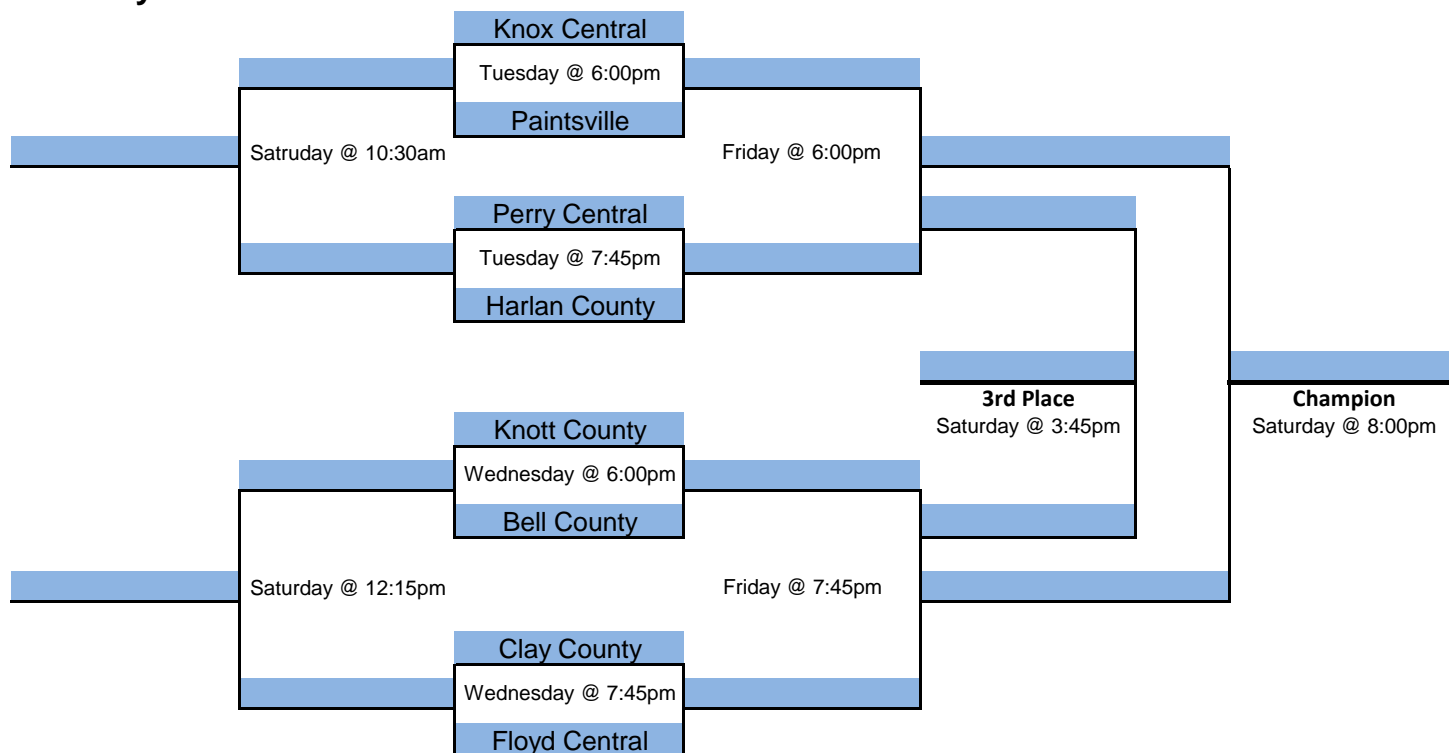 Knox Central
Tuesday @ 6:00pm
Paintsville
Satruday @ 10:30am
Friday @ 6:00pm
Perry Central
Tuesday @ 7:45pm
Harlan County
3rd Place
Saturday @ 3:45pm
Champion
Saturday @ 8:00pm
Knott County
Wednesday @ 6:00pm
Bell County
Saturday @ 12:15pm
Friday @ 7:45pm
Clay County
Wednesday @ 7:45pm
Floyd Central